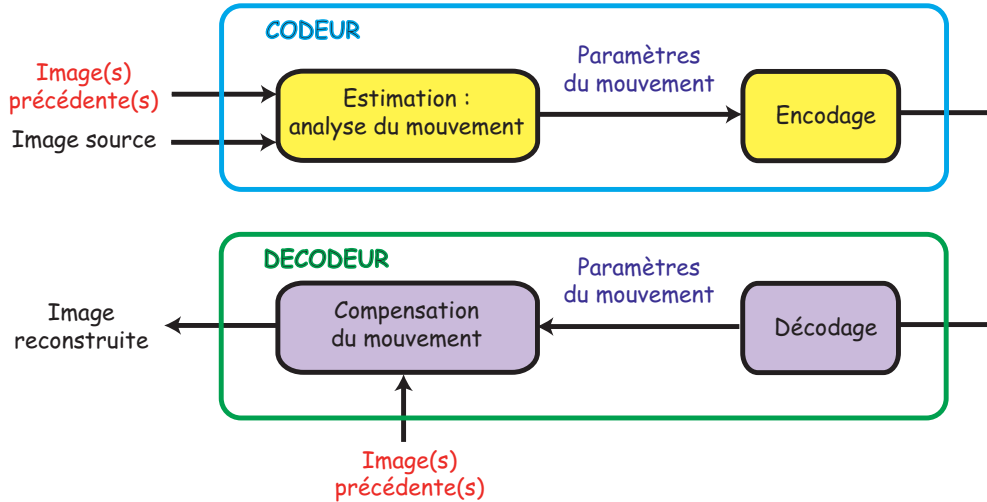 CODEUR
Image(s)
précédente(s)
Image source
Estimation :
analyse du mouvement
Paramètres
du mouvement
Encodage
DECODEUR
Image
reconstruite
Compensation
du mouvement
Paramètres
du mouvement
Décodage
Image(s)
précédente(s)